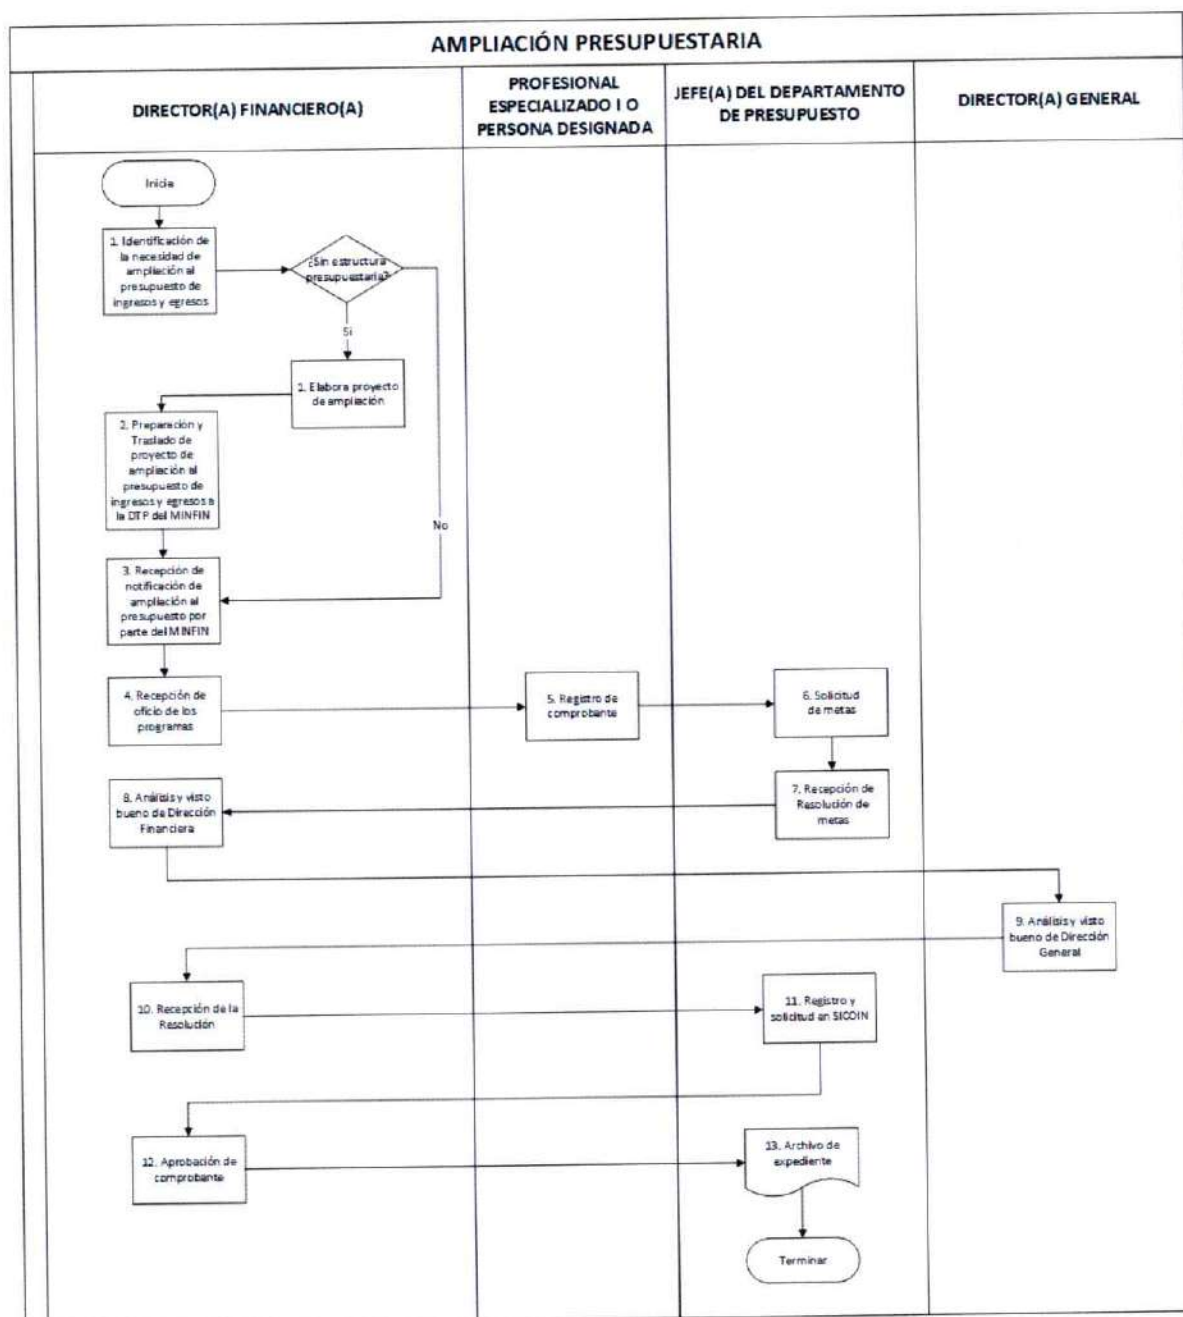 AMPLIACIÓN PRESUPUESTARIA
DIRECTOR(A) FINANCIERO(A)
PROFESIONAL
ESPECIALIZADO I O
PERSONA DESIGNADA
JEFE(A) DEL DEPARTAMENTO
DE PRESUPUESTO
DIRECTOR(A) GENERAL
Inicie
1. Identificación de
la necesidad de
ampliación al
presupuesto de
ingresos y egresos
¿Sin estructura
presupuestaria?
Si
1. Elabora proyecto
de ampliación
2. Preparación y
Traslado de
proyecto de
ampliación al
presupuesto de
ingresos y egresos a
la DTP del MINFIN
No
3. Recepción de
notificación de
ampliación al
presupuesto por
parte del MINFIN
4. Recepción de
oficio de los
programas
5. Registro de
comprobante
6. Solicitud
de metas
7. Recepción de
Resolución de
metas
8. Análisis y visto
bueno de Dirección
Financiera
9. Análisis y visto
bueno de Dirección
General
10. Recepción de la
Resolución
11. Registro y
solicitud en SICOIN
12. Aprobación de
comprobante
13. Archivo de
expediente
Terminar